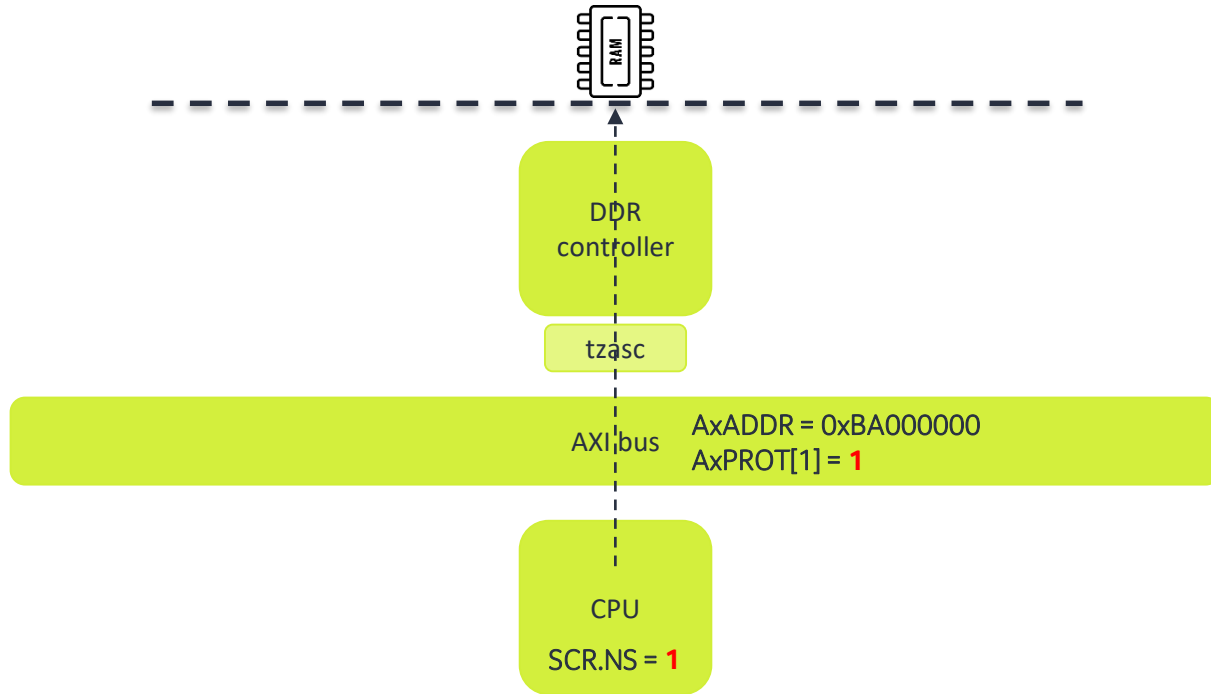 RAM
DDR
controller
tzasc
AXI bus
AxADDR = 0xBA000000
AxPROT[1] = 1
CPU
SCR.NS = 1